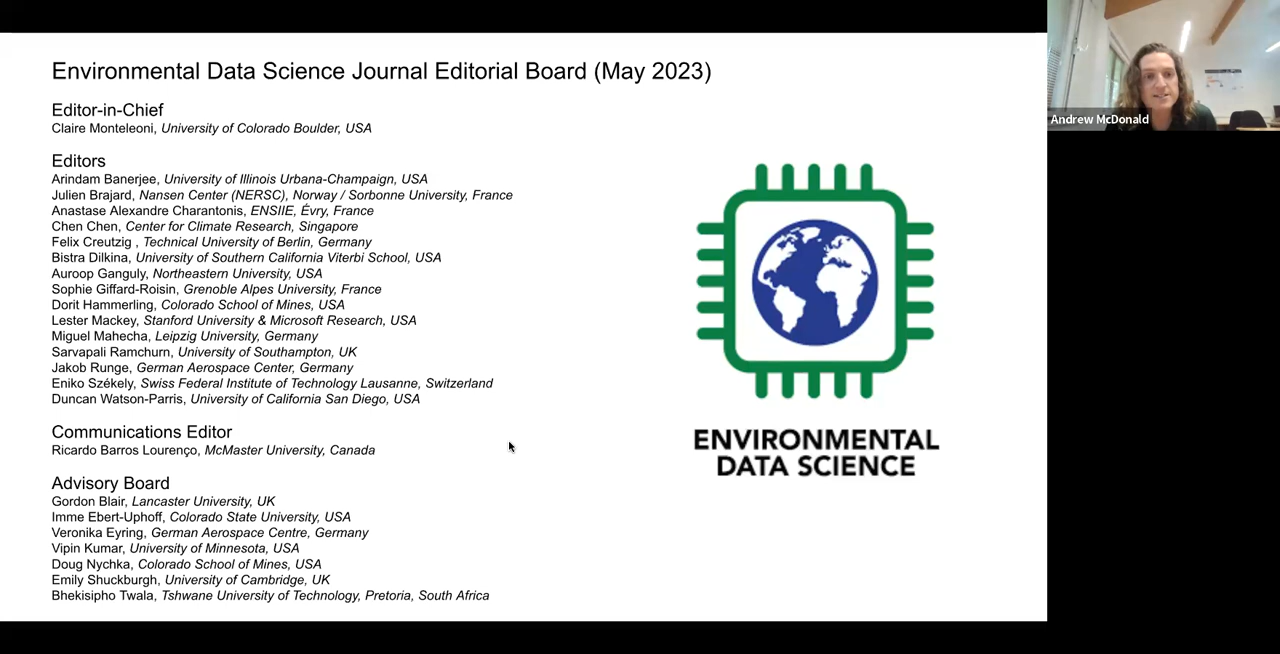 Environmental Data Science Journal Editorial Board (May 2023)
Editor-in-Chief
Claire Monteleoni, University of Colorado Boulder, USA
Editors
Arindam Banerjee, University of Illinois Urbana-Champaign, USA
Julien Brajard, Nansen Center (NERSC), Norway / Sorbonne University, France
Anastase Alexandre Charantonis, ENSIIE, Évry, France
Chen Chen, Center for Climate Research, Singapore
Felix Creutzig , Technical University of Berlin, Germany
Bistra Dilkina, University of Southern California Viterbi School, USA
Auroop Ganguly, Northeastern University, USA
Sophie Giffard-Roisin, Grenoble Alpes University, France
Dorit Hammerling, Colorado School of Mines, USA
Lester Mackey, Stanford University & Microsoft Research, USA
Miguel Mahecha, Leipzig University, Germany
Sarvapali Ramchurn, University of Southampton, UK
Jakob Runge, German Aerospace Center, Germany
Eniko Székely, Swiss Federal Institute of Technology Lausanne, Switzerland
Duncan Watson-Parris, University of California San Diego, USA
Communications Editor
Ricardo Barros Lourenço, McMaster University, Canada
Advisory Board
Gordon Blair, Lancaster University, UK
Imme Ebert-Uphoff, Colorado State University, USA
Veronika Eyring, German Aerospace Centre, Germany
Vipin Kumar, University of Minnesota, USA
Doug Nychka, Colorado School of Mines, USA
Emily Shuckburgh, University of Cambridge, UK
Bhekisipho Twala, Tshwane University of Technology, Pretoria, South Africa
ENVIRONMENTAL
DATA SCIENCE
Andrew McDonald